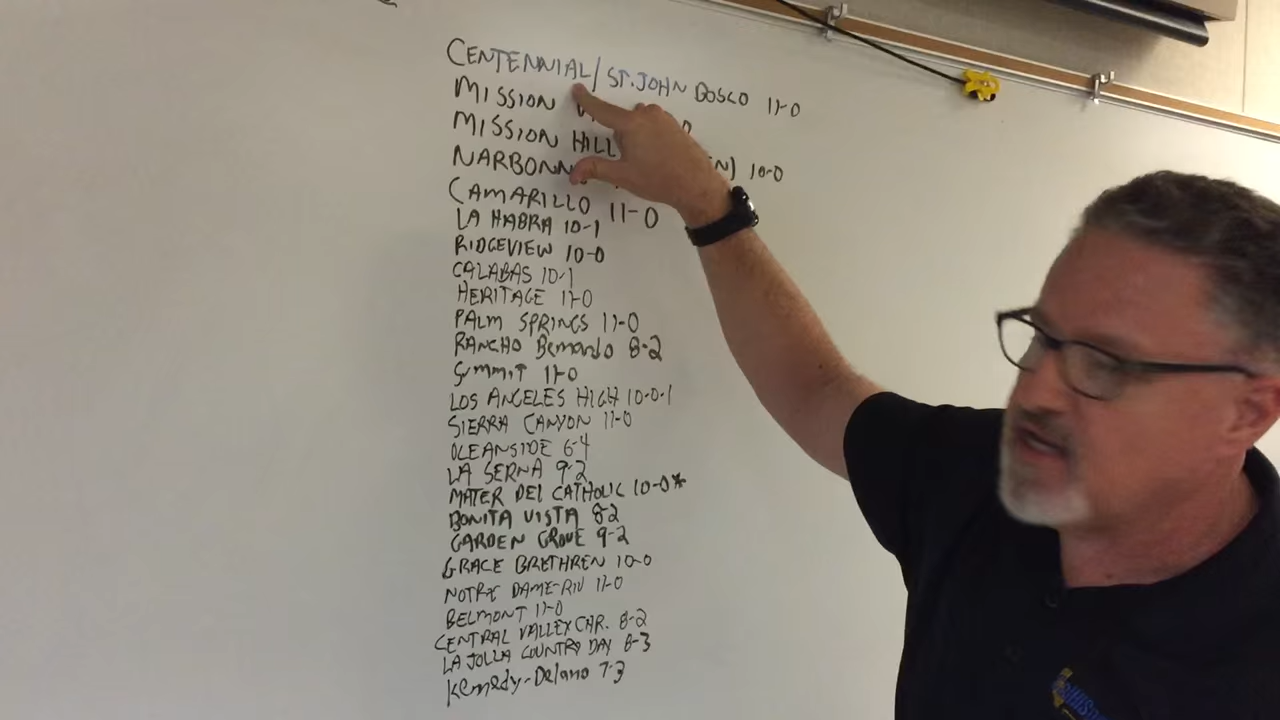 CENTENNIAL/ST. JOHN BOSCO 11-0
MISSION
MISSION HILL EN) 10-0
NARBONN
CAMARILLO 11-0
LA HABRA 10-1
RIDGEVIEW 10-0
CALABAS 10-1
HERITAGE 11-0
PALM SPRINGS 11-0
RANCHO Bernardo 8-2
Summit 11-0
LOS ANGELES HIGH 10-0-1
SIERRA CANYON 11-0
OCEANSIDE 6-4
LA SERNA 9-2
MATER DEI CATHOLIC 10-0*
BONITA VISTA 8-2
GARDEN GROVE 9-2
GRACE BRETHREN 10-0
NOTRE DAME-RIV 11-0
BELMONT 11-0
CENTRAL VALLEY CHR. 8-2
LA JOLLA COUNTRY DAY 8-3
Kennedy-Delano 7-3